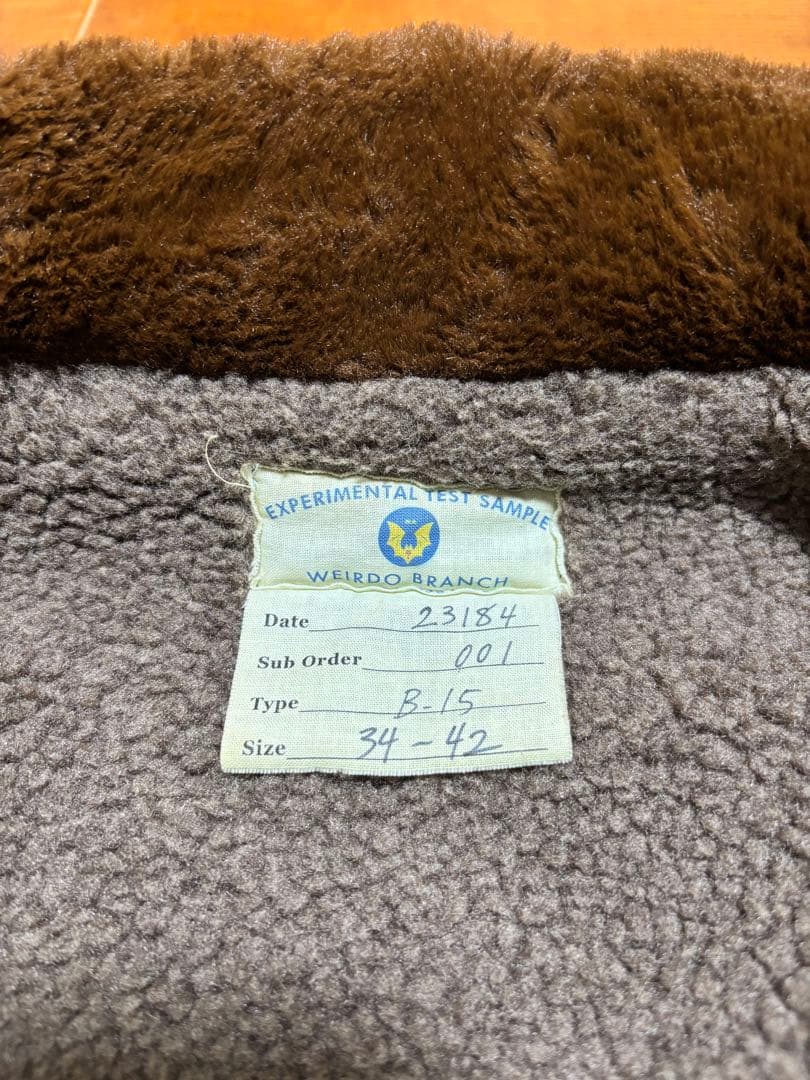 EXPERIMENTAL TEST SAMPLE
WEIRDO BRANCH
Date 23184
Sub Order 001
Type B-15
Size 34-42